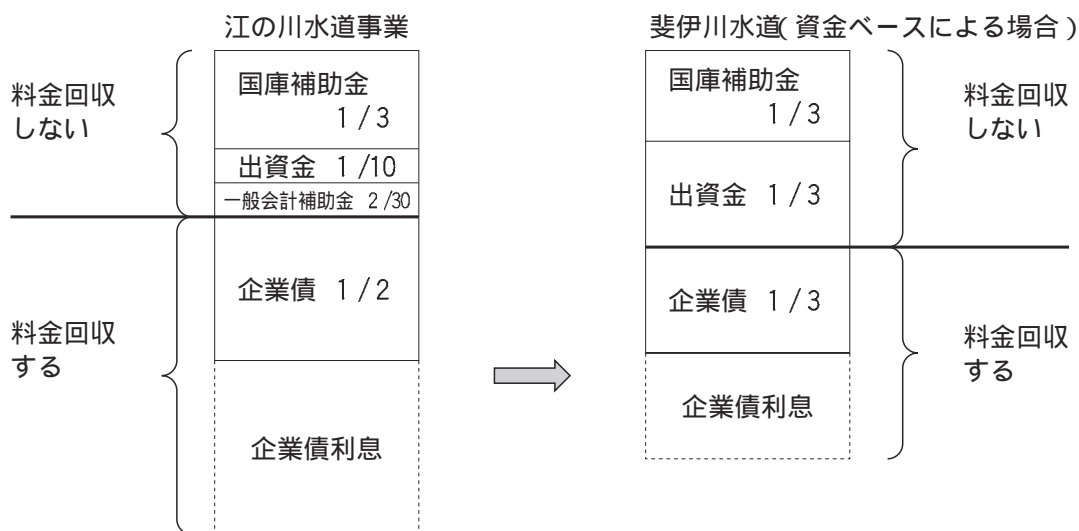 江の川水道事業
料金回収
しない
国庫補助金
1/3
出資金 1/10
一般会計補助金 2/30
料金回収
する
企業債 1/2
企業債利息
斐伊川水道(資金ベースによる場合)
国庫補助金
1/3
出資金 1/3
料金回収
しない
企業債 1/3
企業債利息
料金回収
する